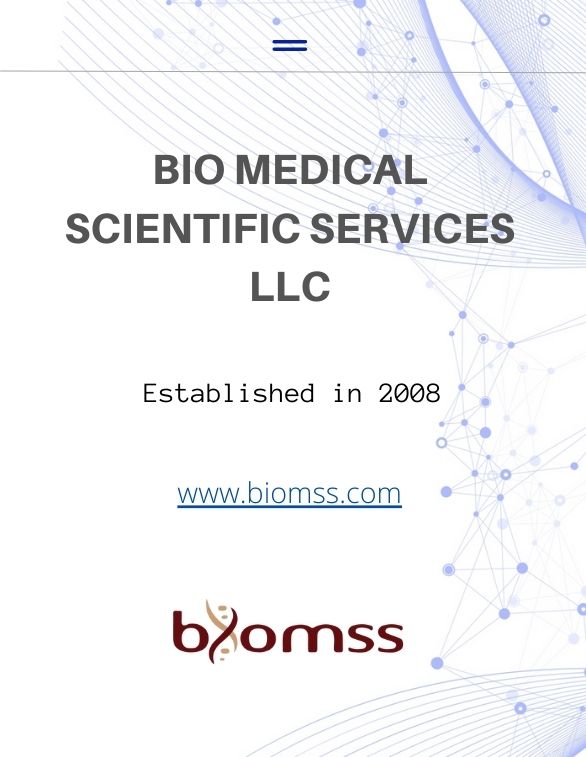 BIO MEDICAL
SCIENTIFIC SERVICES
LLC
Established in 2008
www.biomss.com
biomss